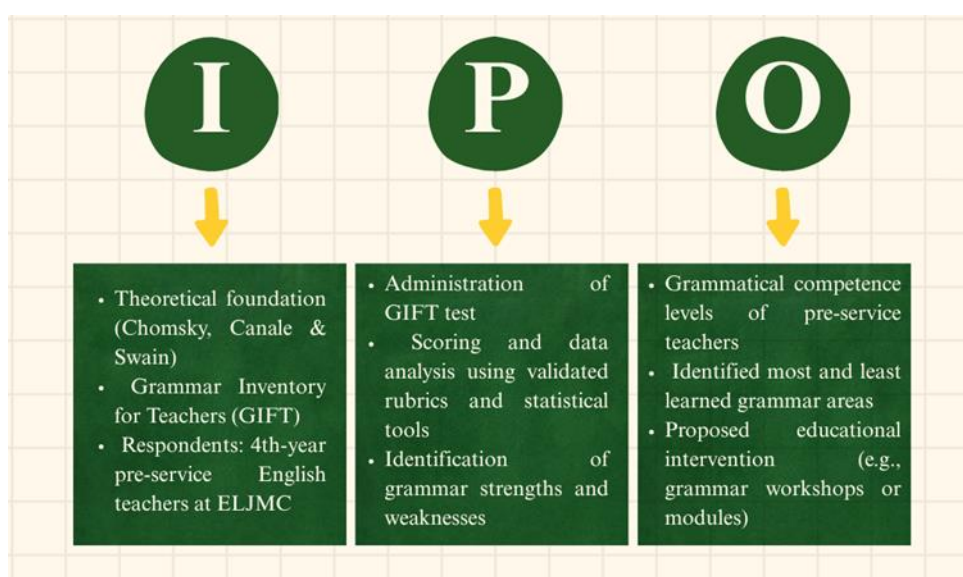 I
P
O
• Theoretical foundation
(Chomsky, Canale &
Swain)
• Grammar Inventory
for Teachers (GIFT)
• Respondents: 4th-year
pre-service English
teachers at ELJMC
• Administration of
GIFT test
• Scoring and data
analysis using validated
rubrics and statistical
tools
• Identification of
grammar strengths and
weaknesses
• Grammatical competence
levels of pre-service
teachers
• Identified most and least
learned grammar areas
• Proposed educational
intervention (e.g.,
grammar workshops or
modules)